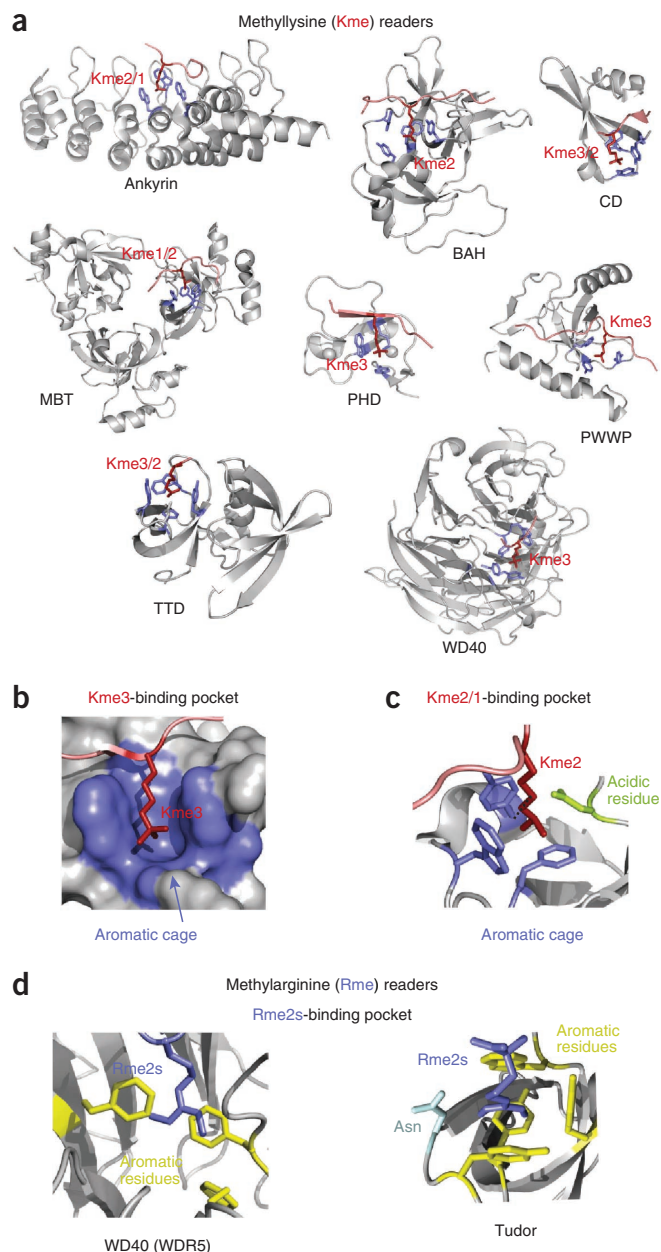 a
Methyllysine (Kme) readers
Kme2/1
Ankyrin
Kme2
BAH
Kme3/2
CD
Kme1/2
MBT
Kme3
PHD
Kme3
PWWP
Kme3/2
TTD
Kme3
WD40
b
Kme3-binding pocket
Kme3
Aromatic cage
c
Kme2/1-binding pocket
Kme2
Acidic
residue
Aromatic cage
d
Methylarginine (Rme) readers
Rme2s-binding pocket
Rme2s
Aromatic
residues
WD40 (WDR5)
Rme2s
Aromatic
residues
Asn
Tudor